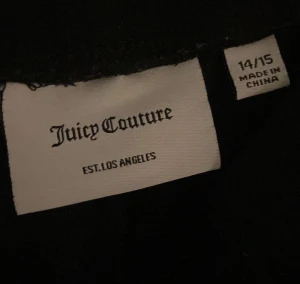 Juicy Couture
EST. LOS ANGELES
14/15
MADE IN
CHINA